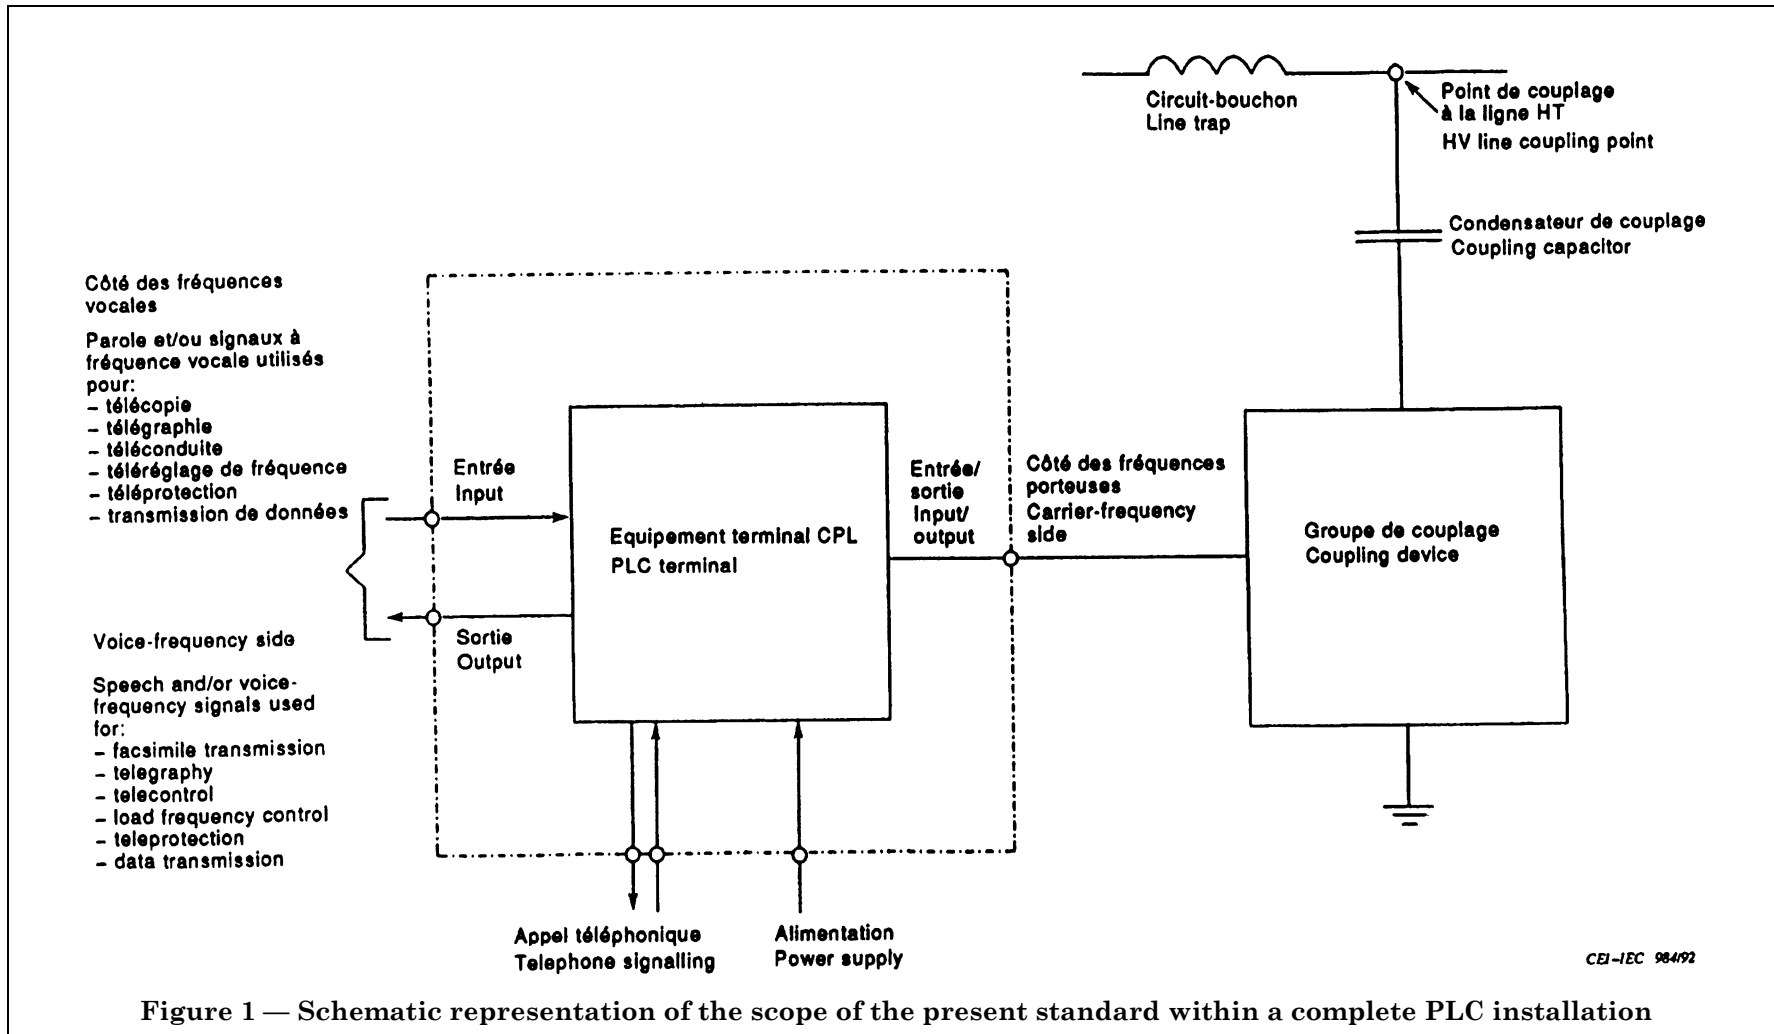 Circuit-bouchon
Line trap
Point de couplage
à la ligne HT
HV line coupling point
Condensateur de couplage
Coupling capacitor
Côté des fréquences
vocales
Parole et/ou signaux à
fréquence vocale utilisés
pour:
– télécopie
– télégraphie
– téléconduite
– téléréglage de fréquence
– téléprotection
– transmission de données
Voice-frequency side
Speech and/or voice-
frequency signals used
for:
– facsimile transmission
– telegraphy
– telecontrol
– load frequency control
– teleprotection
– data transmission
Entrée
Input
Sortie
Output
Equipement terminal CPL
PLC terminal
Entrée/
sortie
Input/
output
Côté des fréquences
porteuses
Carrier-frequency
side
Groupe de couplage
Coupling device
Appel téléphonique
Telephone signalling
Alimentation
Power supply
CEI-IEC 984/92
Figure 1 — Schematic representation of the scope of the present standard within a complete PLC installation